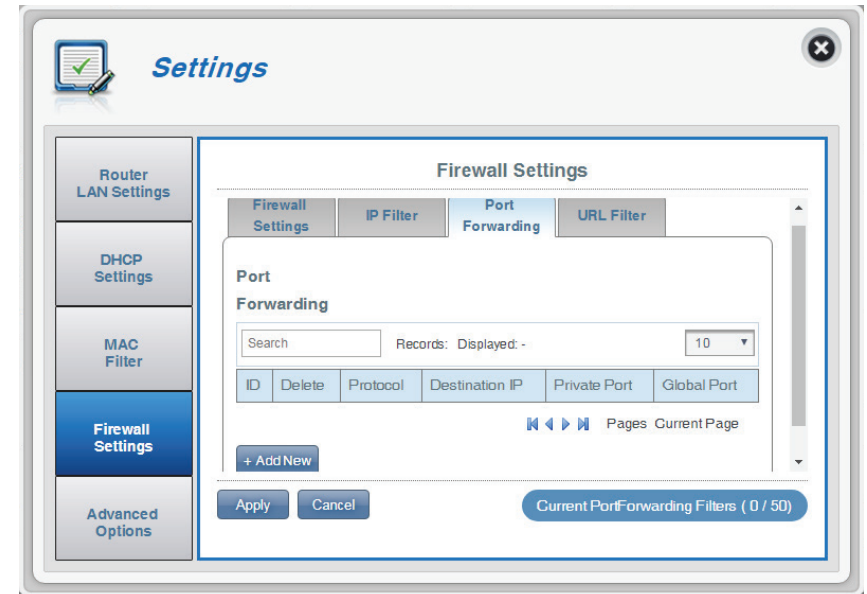 Settings
Router
LAN Settings
DHCP
Settings
MAC
Filter
Firewall
Settings
Advanced
Options
Firewall Settings
Firewall
Settings
IP Filter
Port
Forwarding
URL Filter
Port
Forwarding
Search
Records: Displayed: -
10
ID Delete Protocol Destination IP Private Port Global Port
Pages Current Page
+ Add New
Apply
Cancel
Current PortForwarding Filters ( 0 / 50)